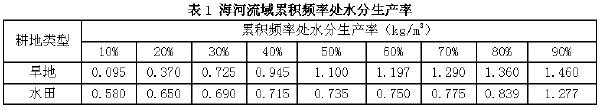 表1 海河流域累积频率处水分生产率
耕地类型 累积频率处水分生产率（kg/m³）
10% 20% 30% 40% 50% 60% 70% 80% 90%
旱地 0.095 0.370 0.725 0.945 1.100 1.197 1.290 1.360 1.460
水田 0.580 0.650 0.690 0.715 0.735 0.750 0.775 0.839 1.277